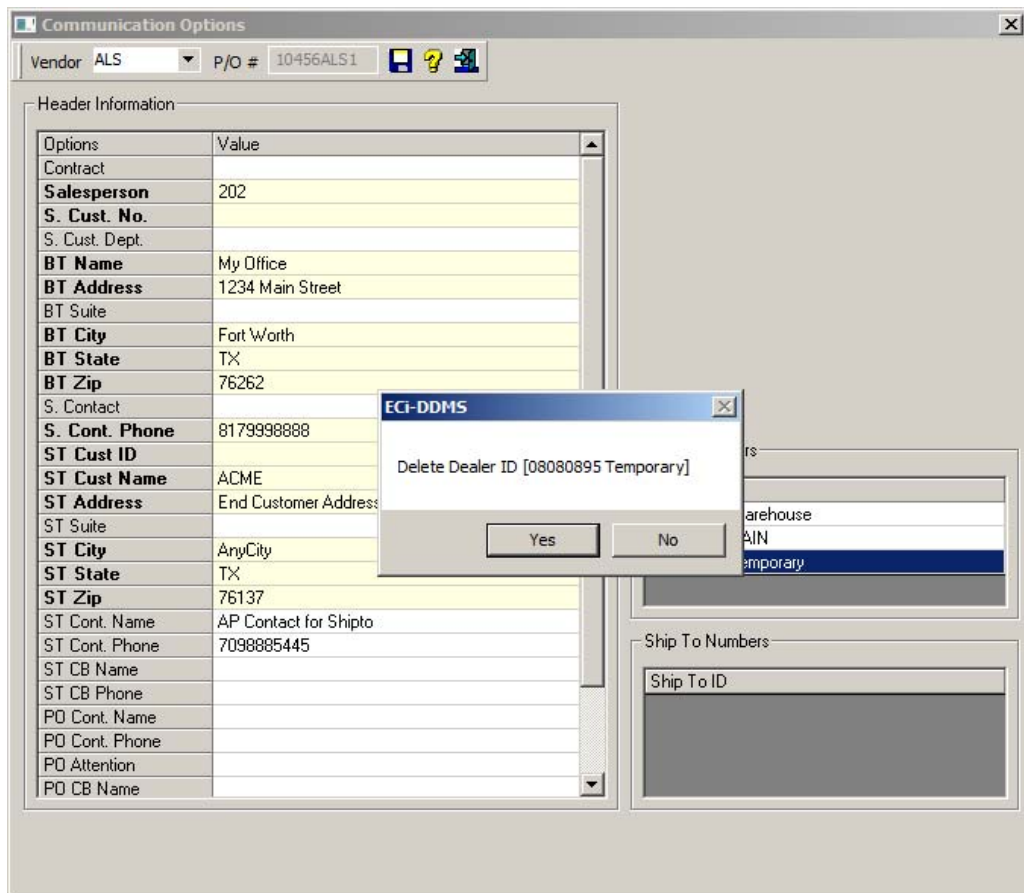 Communication Options
Vendor ALS P/O # 10456ALS1
Header Information
Options Value
Contract
Salesperson 202
S. Cust. No.
S. Cust. Dept.
BT Name My Office
BT Address 1234 Main Street
BT Suite
BT City Fort Worth
BT State TX
BT Zip 76262
S. Contact
S. Cont. Phone 8179998888
ST Cust ID
ST Cust Name ACME
ST Address End Customer Address
ST Suite
ST City AnyCity
ST State TX
ST Zip 76137
ST Cont. Name AP Contact for Shipto
ST Cont. Phone 7098885445
ST CB Name
ST CB Phone
PO Cont. Name
PO Cont. Phone
PO Attention
PO CB Name
ECi-DDMS
Delete Dealer ID [08080895 Temporary]
Yes No
rs
arehouse
AIN
emporary
Ship To Numbers
Ship To ID